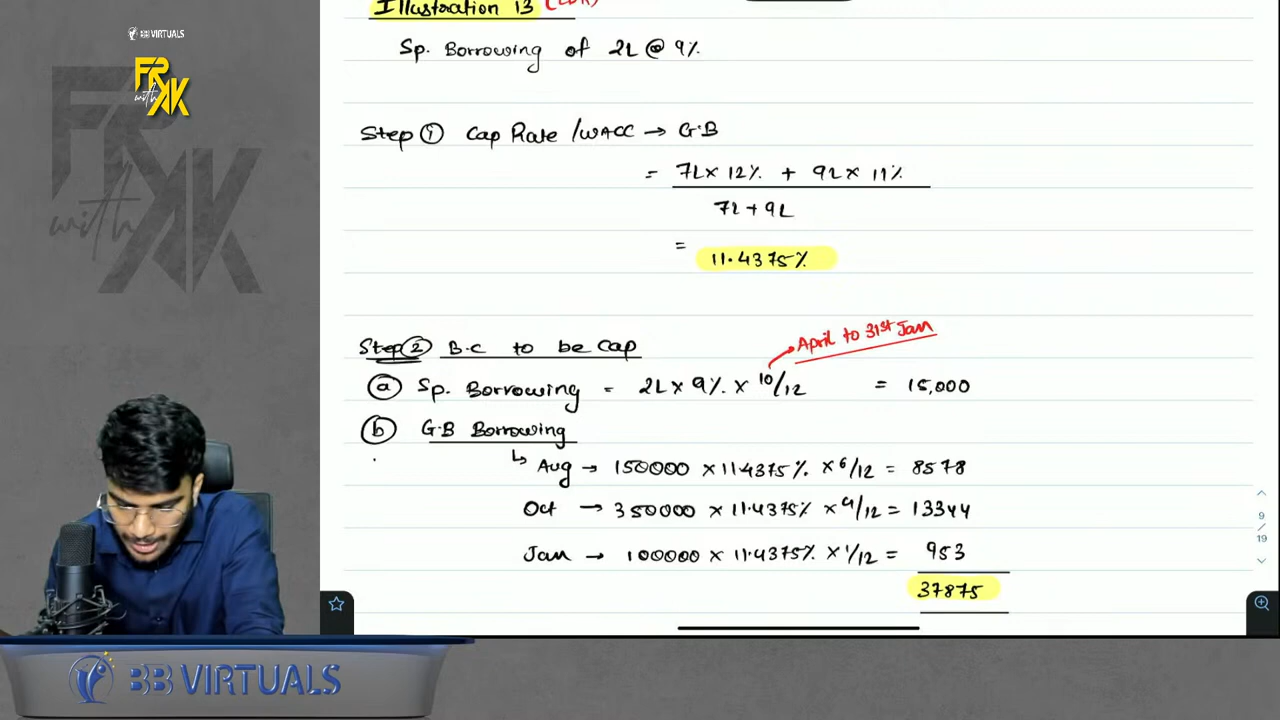 Illustration 13
BB VIRTUALS
FR
with
AK
Sp. Borrowing of 2L @ 9%
Step ① Cap Rate /WACC → G.B
= 7L × 12% + 9L × 11%
7L + 9L
=
11.4375%
April to 31st Jan
Step ② B.C to be Cap
ⓐ Sp. Borrowing = 2L × 9% × 10/12 = 15,000
ⓑ G.B Borrowing
↳ Aug → 150000 × 11.4375% × 6/12 = 8578
Oct → 350000 × 11.4375% × 4/12 = 13344
Jan → 100000 × 11.4375% × 1/12 = 953
37875
9
/
19
BB VIRTUALS